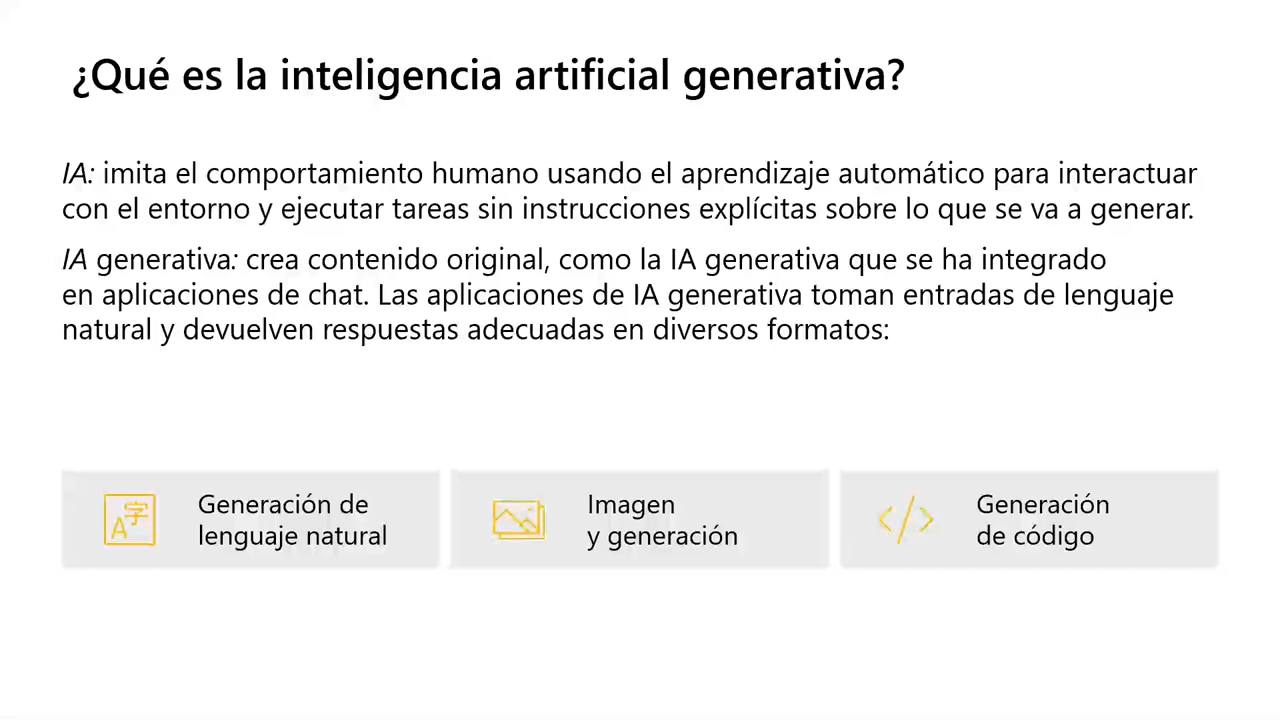 ¿Qué es la inteligencia artificial generativa?
IA: imita el comportamiento humano usando el aprendizaje automático para interactuar
con el entorno y ejecutar tareas sin instrucciones explícitas sobre lo que se va a generar.
IA generativa: crea contenido original, como la IA generativa que se ha integrado
en aplicaciones de chat. Las aplicaciones de IA generativa toman entradas de lenguaje
natural y devuelven respuestas adecuadas en diversos formatos:
A字
Generación de
lenguaje natural
Imagen
y generación
</>
Generación
de código